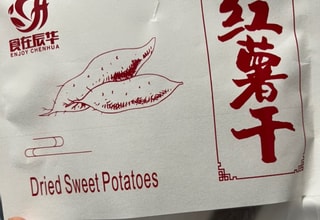 食在辰华
ENJOY CHENHUA
红薯干
Dried Sweet Potatoes